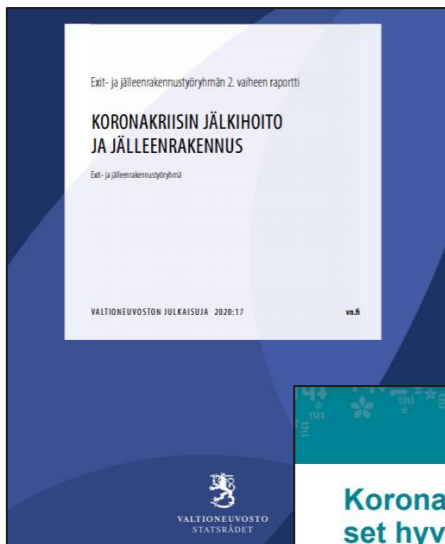 Exit- ja jälleenrakennustyöryhmän 2. vaiheen raportti
KORONAKRIISIN JÄLKIHOITO
JA JÄLLEENRAKENNUS
Exit- ja jälleenrakennustyöryhmä
VALTIONEUVOSTON JULKAISUJA 2020:17 vn.fi
VALTIONEUVOSTO
STATSRÅDET
thl
Korona
set hyv